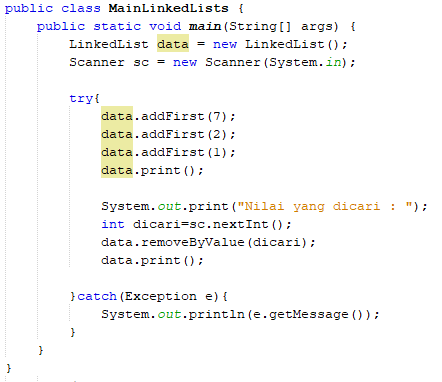 public class MainLinkedLists {
public static void main(String[] args) {
LinkedList data = new LinkedList();
Scanner sc = new Scanner(System.in);
try{
data.addFirst(7);
data.addFirst(2);
data.addFirst(1);
data.print();
System.out.print("Nilai yang dicari : ");
int dicari=sc.nextInt();
data.removeByValue(dicari);
data.print();
}catch(Exception e){
System.out.println(e.getMessage());
}
}
}